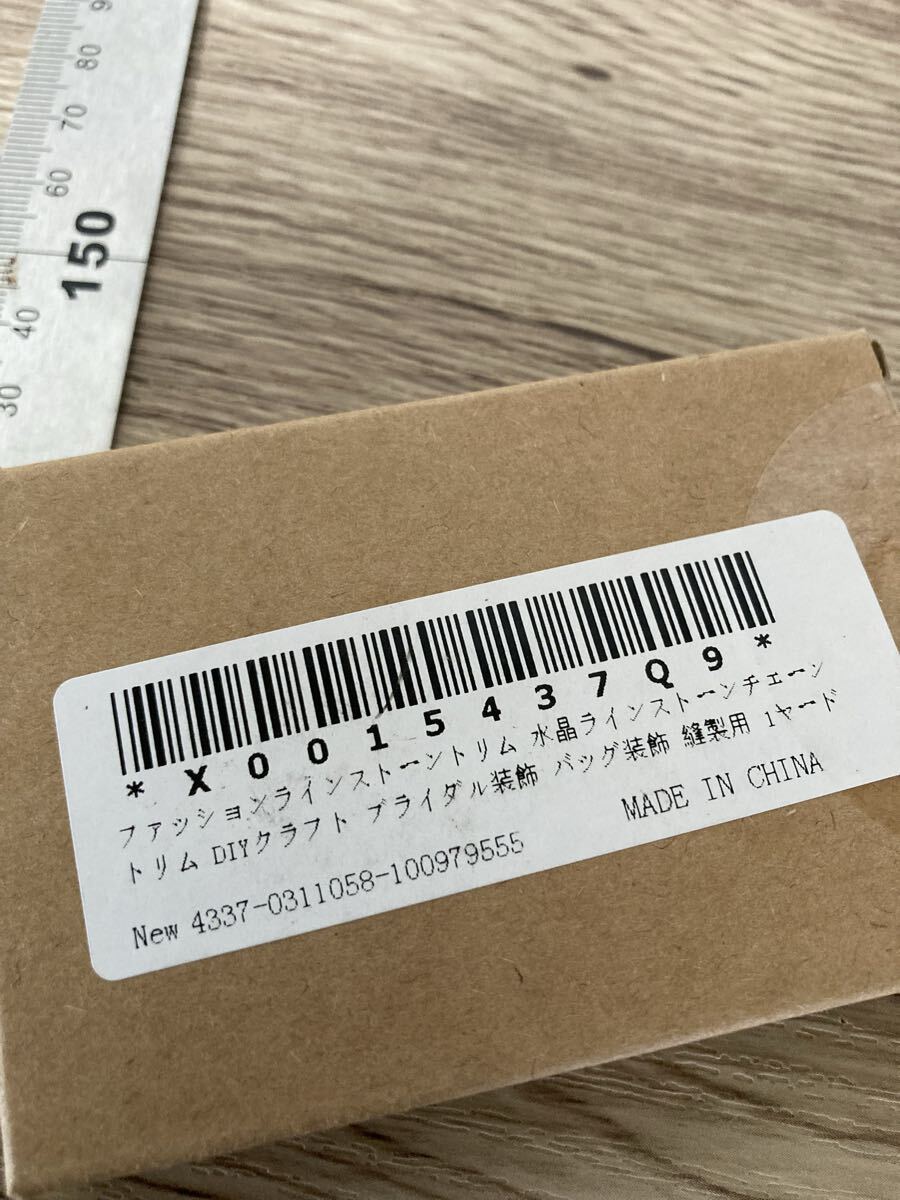 90
80
70
60
150
40
30
*X0015437Q9*
ファッションラインストーントリム 水晶ラインストーンチェーン
トリム DIYクラフト ブライダル装飾 バッグ装飾 縫製用 1ヤード
New 4337-0311058-100979555
MADE IN CHINA